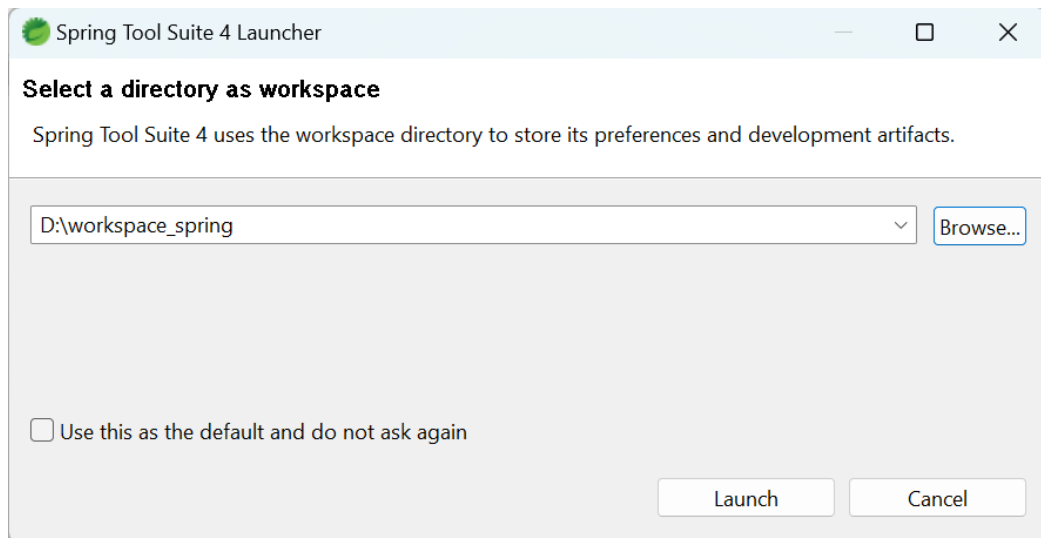 Spring Tool Suite 4 Launcher
Select a directory as workspace
Spring Tool Suite 4 uses the workspace directory to store its preferences and development artifacts.
D:\workspace_spring
Browse...
Use this as the default and do not ask again
Launch
Cancel